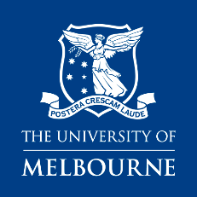 POSTERA CRESCAM LAUDE
THE UNIVERSITY OF
MELBOURNE